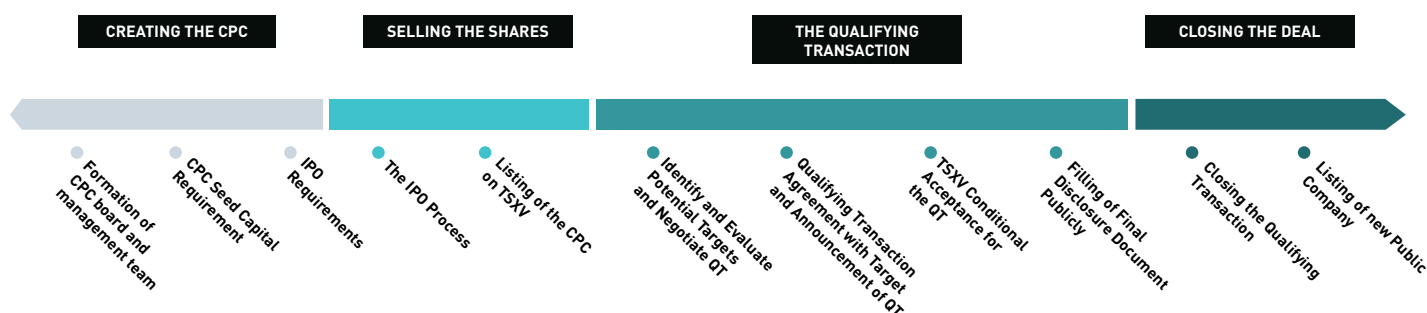 CREATING THE CPC
SELLING THE SHARES
THE QUALIFYING
TRANSACTION
CLOSING THE DEAL
Formation of
CPC board and
management team
CPC Seed Capital
Requirement
IPO
Requirements
The IPO Process
Listing of the CPC
on TSXV
Identify and Evaluate
Potential Targets
and Negotiate QT
Qualifying Transaction
Agreement with Target
and Announcement of QT
TSXV Conditional
Acceptance for
the QT
Filling of Final
Disclosure Document
Publicly
Closing the Qualifying
Transaction
Listing of new Public
Company